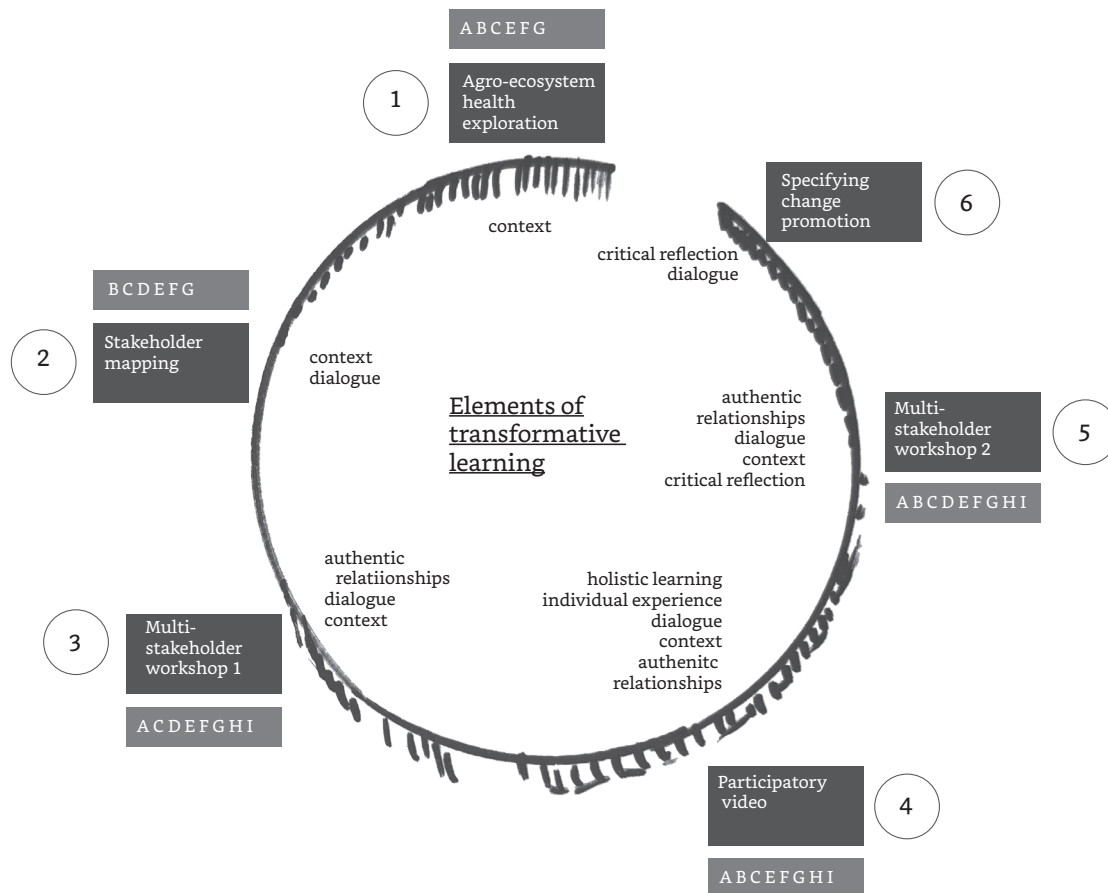 A B C E F G
1
Agro-ecosystem
health
exploration
context
Specifying
change
promotion
6
critical reflection
dialogue
B C D E F G
2
Stakeholder
mapping
context
dialogue
Elements of
transformative
learning
authentic
relationships
dialogue
context
critical reflection
Multi-
stakeholder
workshop 2
5
A B C D E F G H I
authentic
relatiionships
dialogue
context
3
Multi-
stakeholder
workshop 1
A C D E F G H I
holistic learning
individual experience
dialogue
context
authenitc
relationships
Participatory
video
4
A B C E F G H I